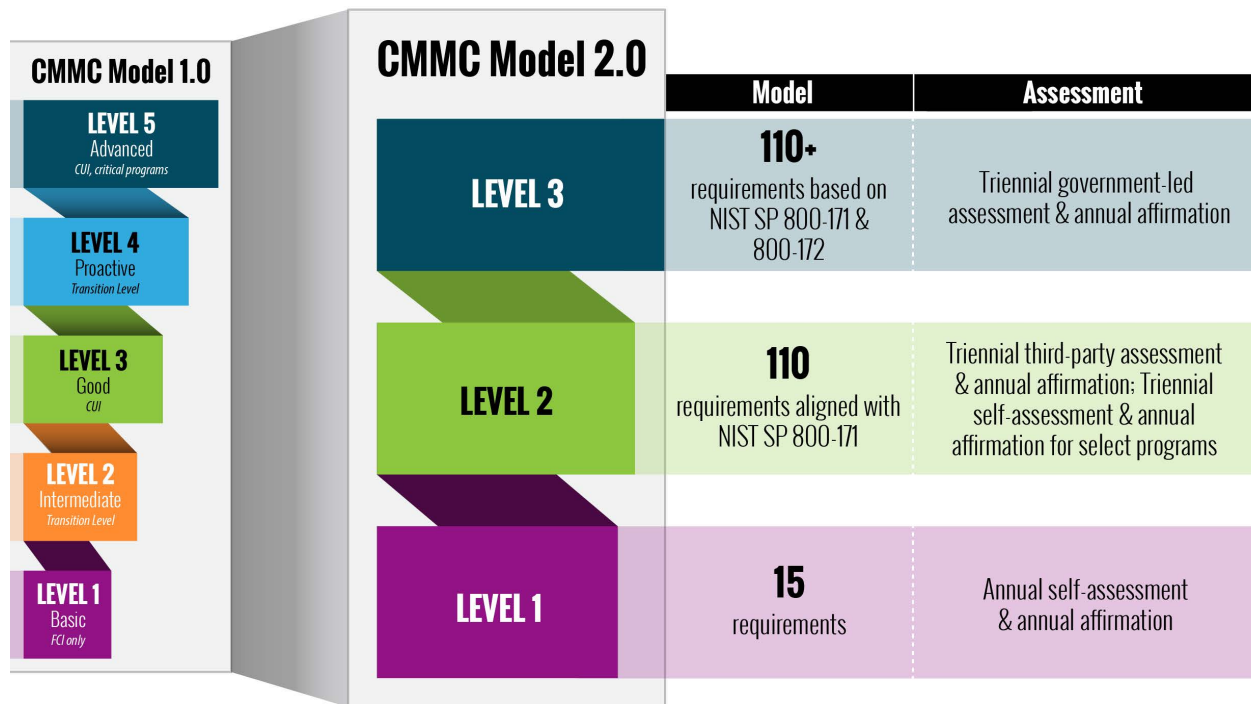 CMMC Model 1.0
LEVEL 5
Advanced
CUI, critical programs
LEVEL 4
Proactive
Transition Level
LEVEL 3
Good
CUI
LEVEL 2
Intermediate
Transition Level
LEVEL 1
Basic
FCI only
CMMC Model 2.0
Model
Assessment
LEVEL 3
110+
requirements based on
NIST SP 800-171 &
800-172
Triennial government-led
assessment & annual affirmation
LEVEL 2
110
requirements aligned with
NIST SP 800-171
Triennial third-party assessment
& annual affirmation; Triennial
self-assessment & annual
affirmation for select programs
LEVEL 1
15
requirements
Annual self-assessment
& annual affirmation